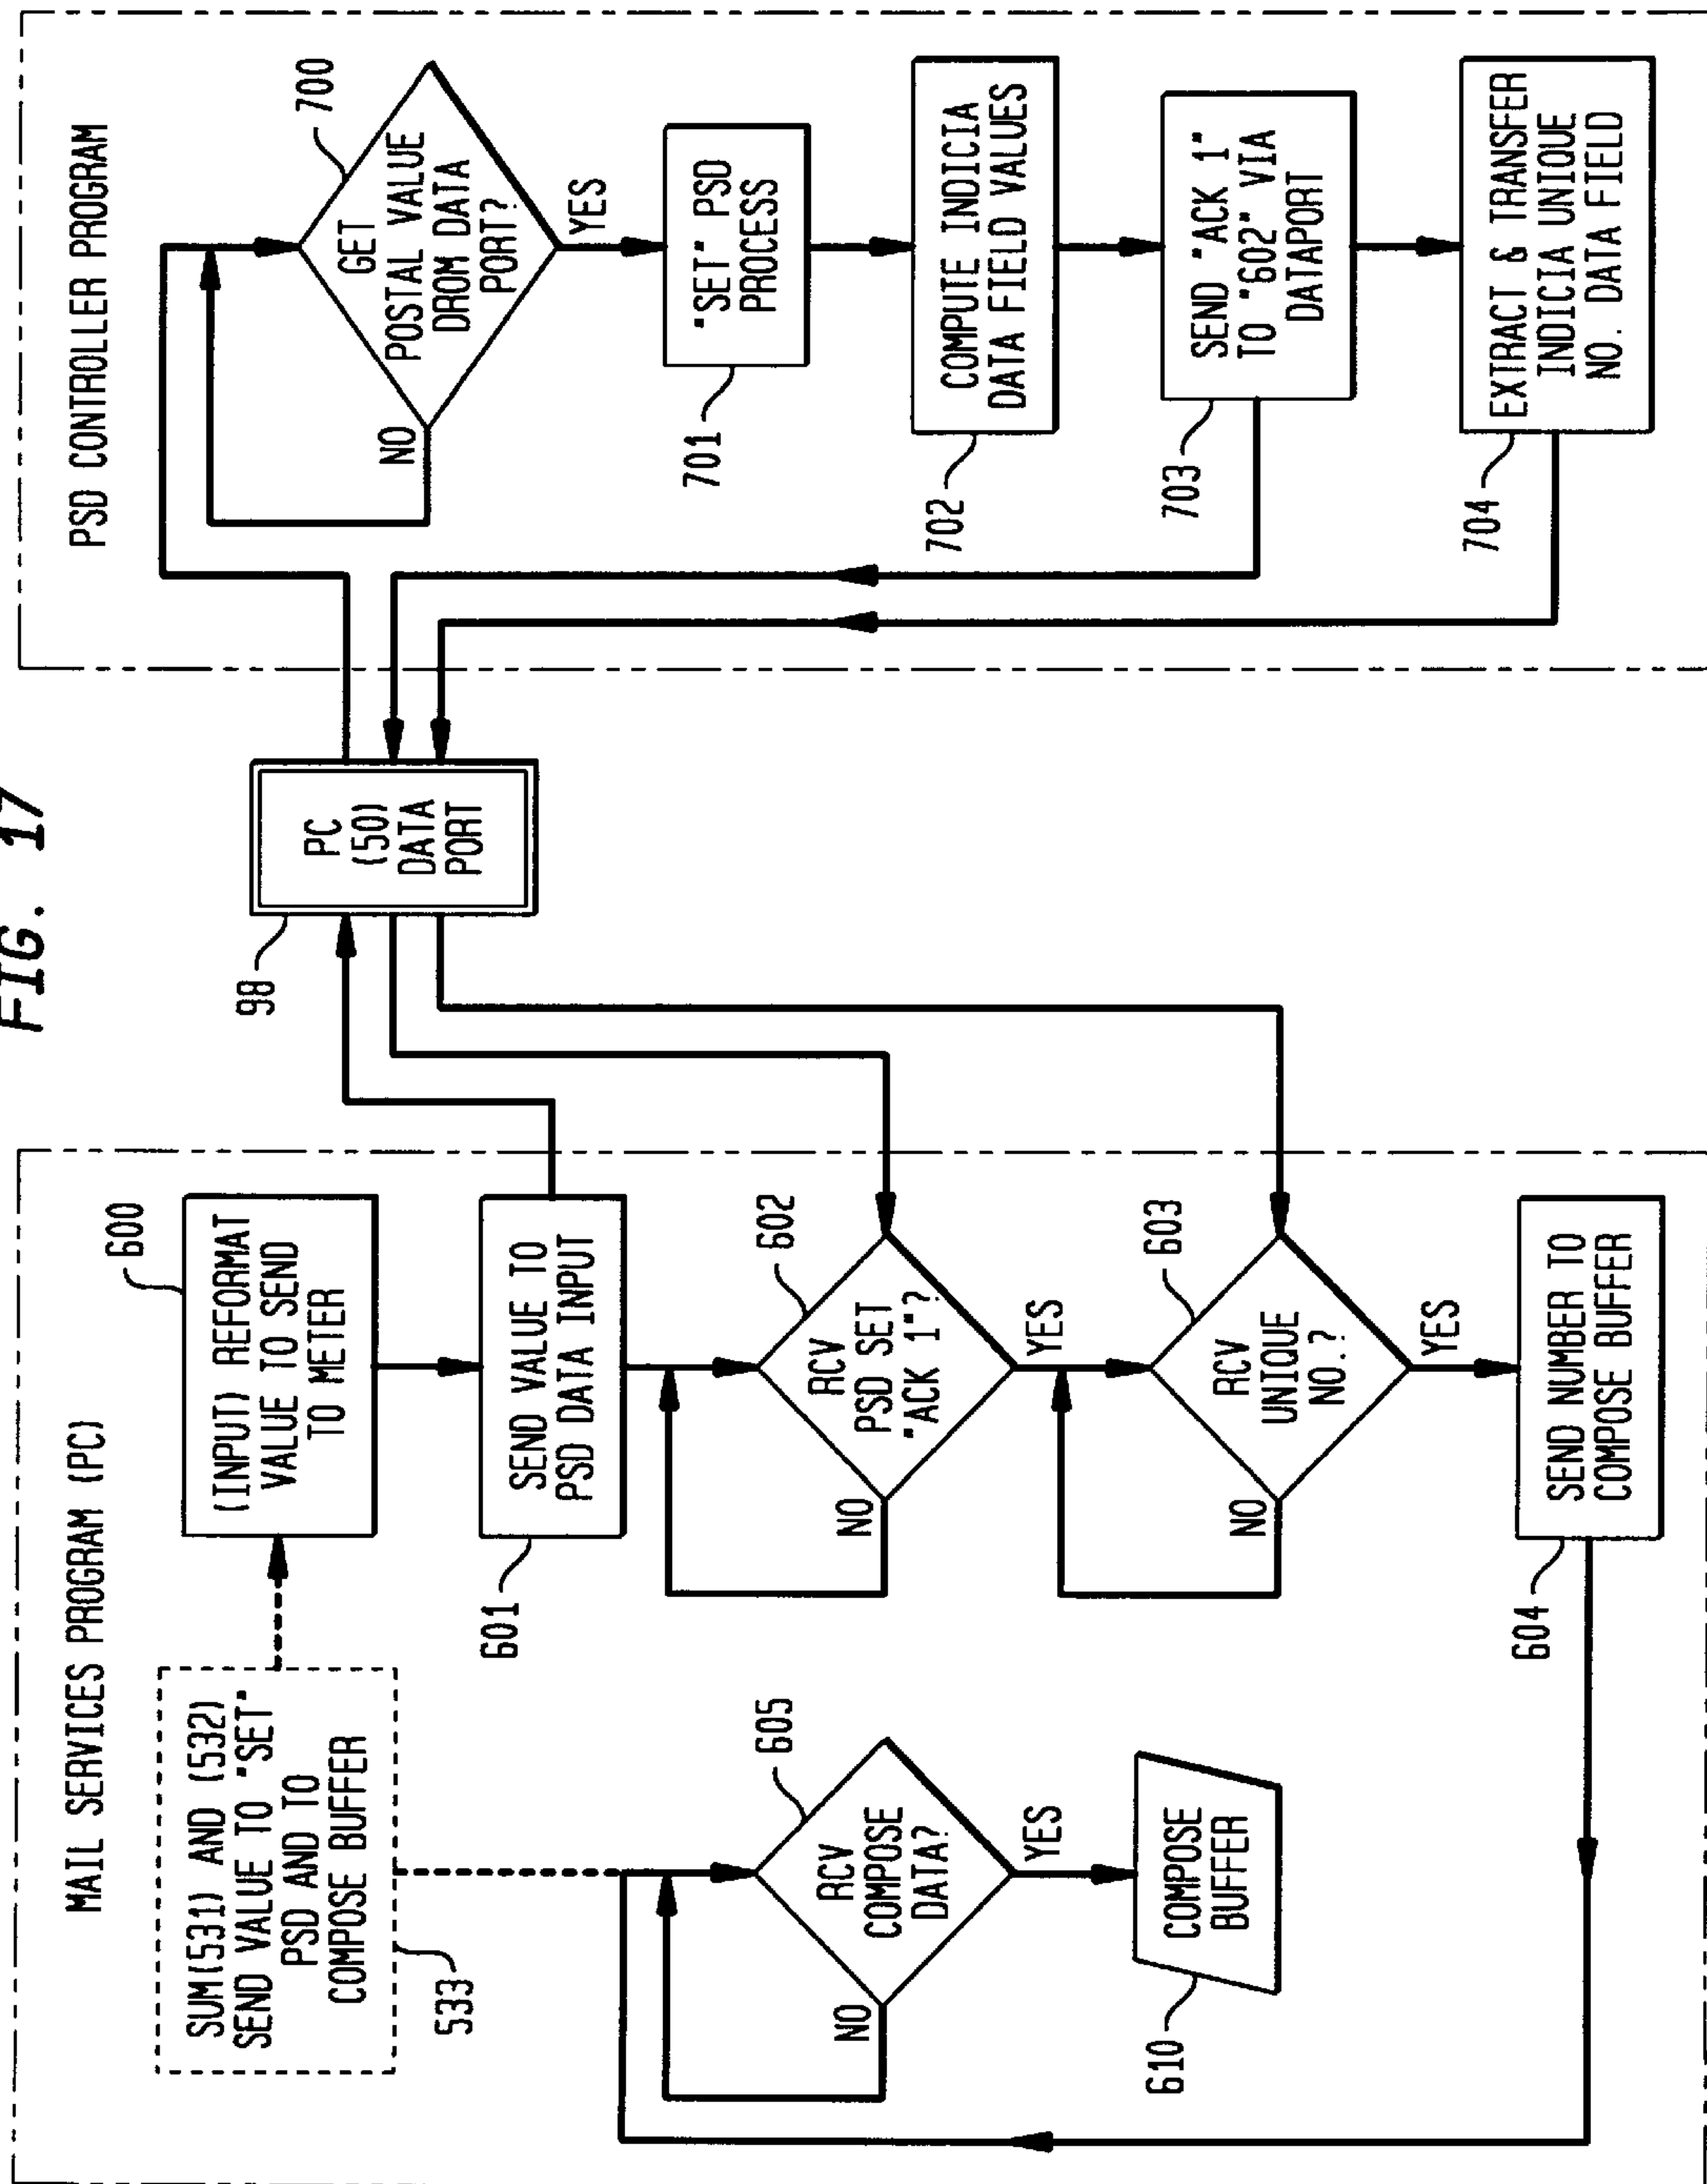 FIG. 17
MAIL SERVICES PROGRAM (PC)
SUM(531) AND (532)
SEND VALUE TO "SET"
PSD AND TO
COMPOSE BUFFER
533
(INPUT) REFORMAT
VALUE TO SEND
TO METER
600
SEND VALUE TO
PSD DATA INPUT
601
RCV
PSD SET
"ACK 1"?
602
NO
YES
RCV
UNIQUE
NO.?
603
NO
YES
SEND NUMBER TO
COMPOSE BUFFER
604
RCV
COMPOSE
DATA?
605
NO
YES
COMPOSE
BUFFER
610
PC
(50)
DATA
PORT
98
PSD CONTROLLER PROGRAM
GET
POSTAL VALUE
DROM DATA
PORT?
700
NO
YES
"SET" PSD
PROCESS
701
COMPUTE INDICIA
DATA FIELD VALUES
702
SEND "ACK 1"
TO "602" VIA
DATAPORT
703
EXTRACT & TRANSFER
INDICIA UNIQUE
NO. DATA FIELD
704